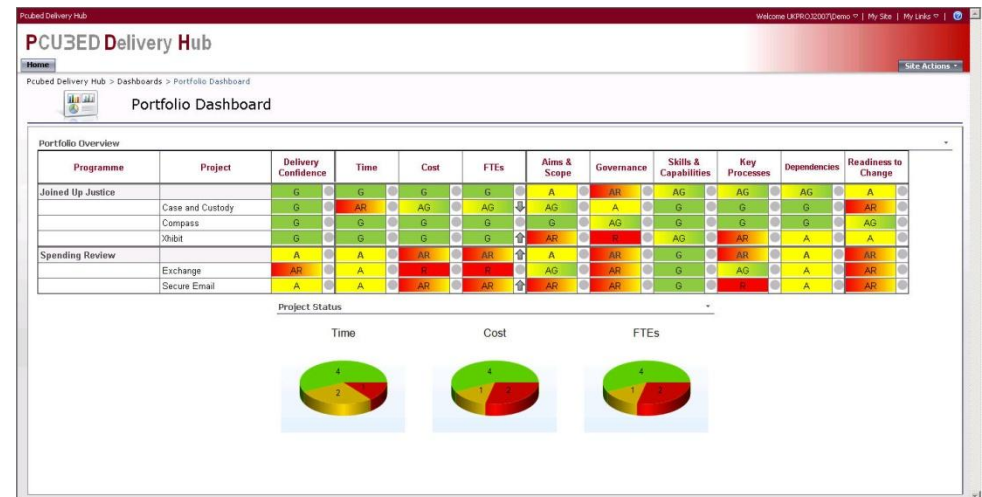 Pcubed Delivery Hub Welcome UKPROJ2007\Demo | My Site | My Links |
PCU3ED Delivery Hub
Home Site Actions
Pcubed Delivery Hub > Dashboards > Portfolio Dashboard
Portfolio Dashboard
Portfolio Overview
Programme Project Delivery Confidence Time Cost FTEs Aims & Scope Governance Skills & Capabilities Key Processes Dependencies Readiness to Change
Joined Up Justice G G G G A AR AG AG AG A
Case and Custody G AR AG AG AG A G G G AR
Compass G G G G G AG G G G AG
Xhibit G G G G AR R AG AR A A
Spending Review A A AR AR A AR G AR A AR
Exchange AR A R R AG AR G AG A AR
Secure Email A A AR AR AR AR G R A AR
Project Status
Time Cost FTEs
4 4 4
2 1 1 2 1 2